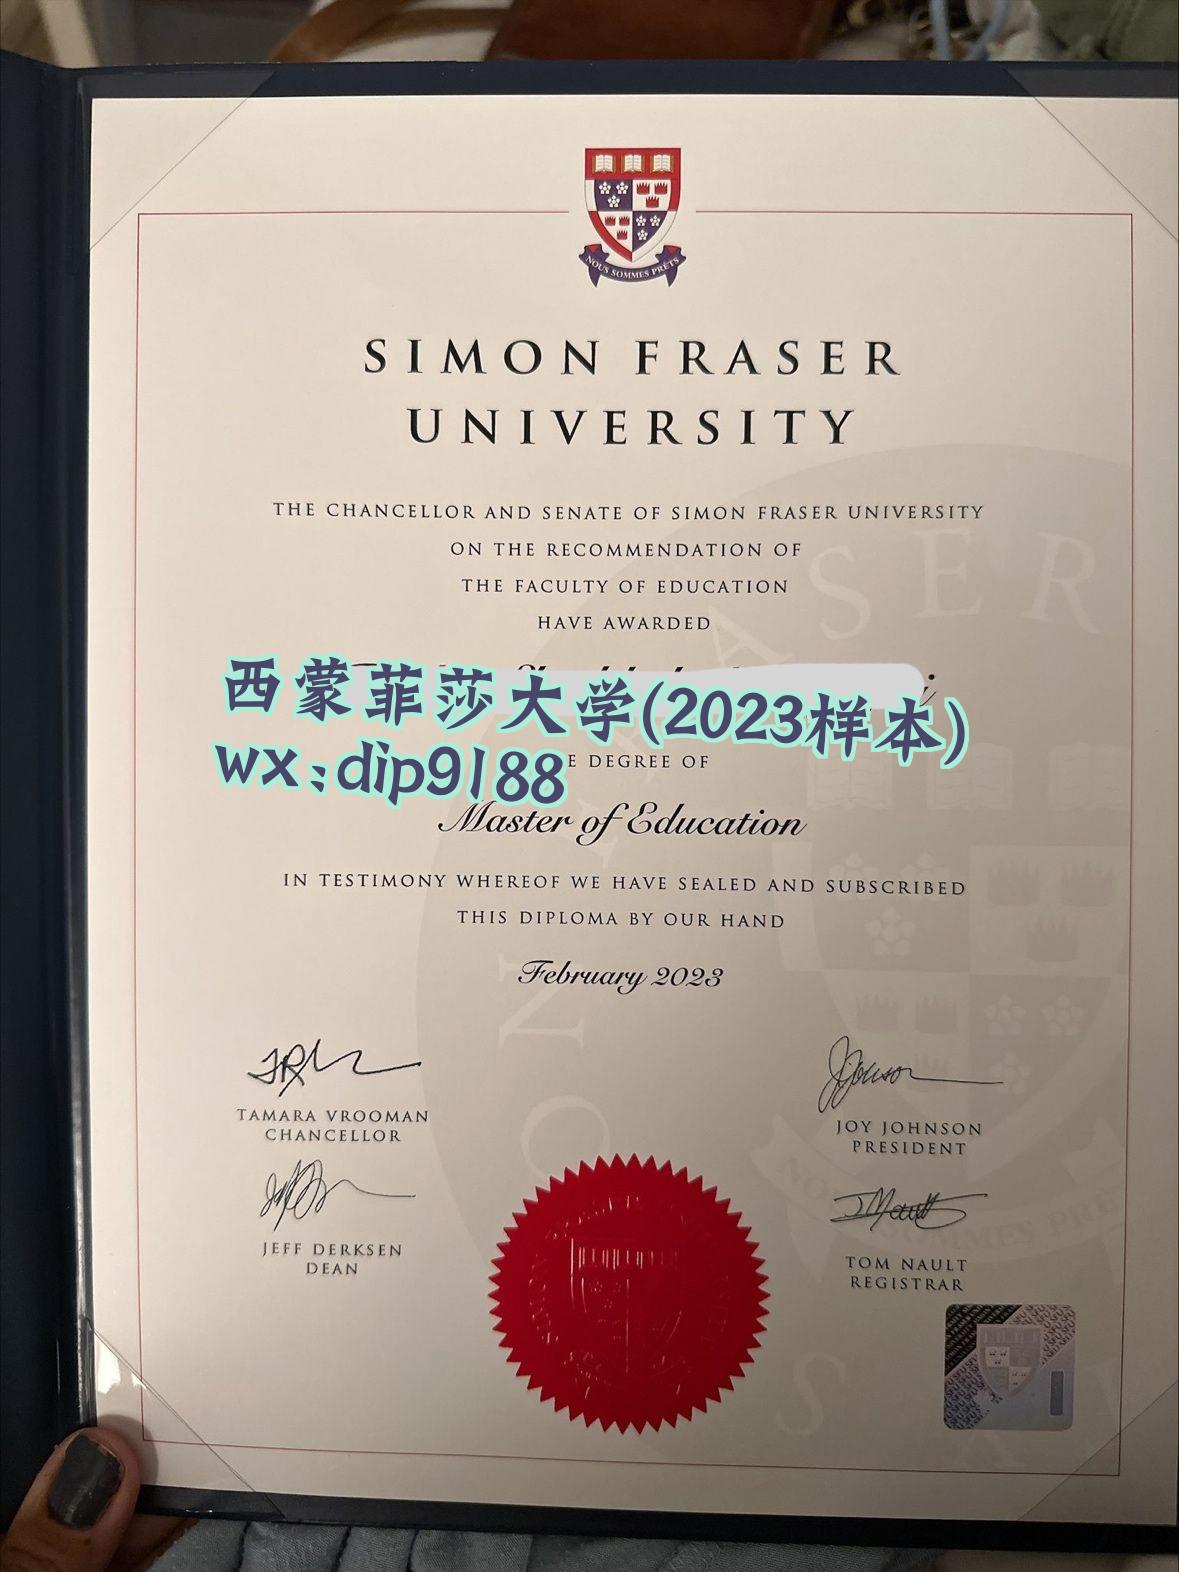 NOUS SOMMES PRÊTS
SIMON FRASER
UNIVERSITY
THE CHANCELLOR AND SENATE OF SIMON FRASER UNIVERSITY
ON THE RECOMMENDATION OF
THE FACULTY OF EDUCATION
HAVE AWARDED
西蒙菲莎大学(2023样本)
wx:dip9188
DEGREE OF
Master of Education
IN TESTIMONY WHEREOF WE HAVE SEALED AND SUBSCRIBED
THIS DIPLOMA BY OUR HAND
February 2023
TAMARA VROOMAN
CHANCELLOR
JOY JOHNSON
PRESIDENT
JEFF DERKSEN
DEAN
TOM NAULT
REGISTRAR